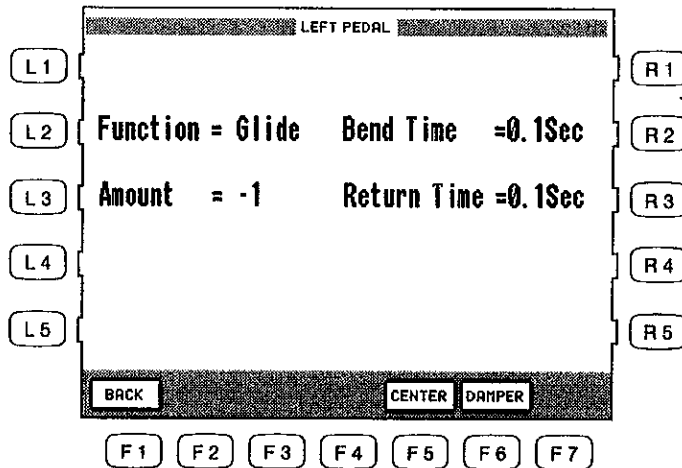 LEFT PEDAL
L1 R1
L2 Function = Glide Bend Time =0.1Sec R2
L3 Amount = -1 Return Time =0.1Sec R3
L4 R4
L5 R5
BACK CENTER DAMPER
F1 F2 F3 F4 F5 F6 F7